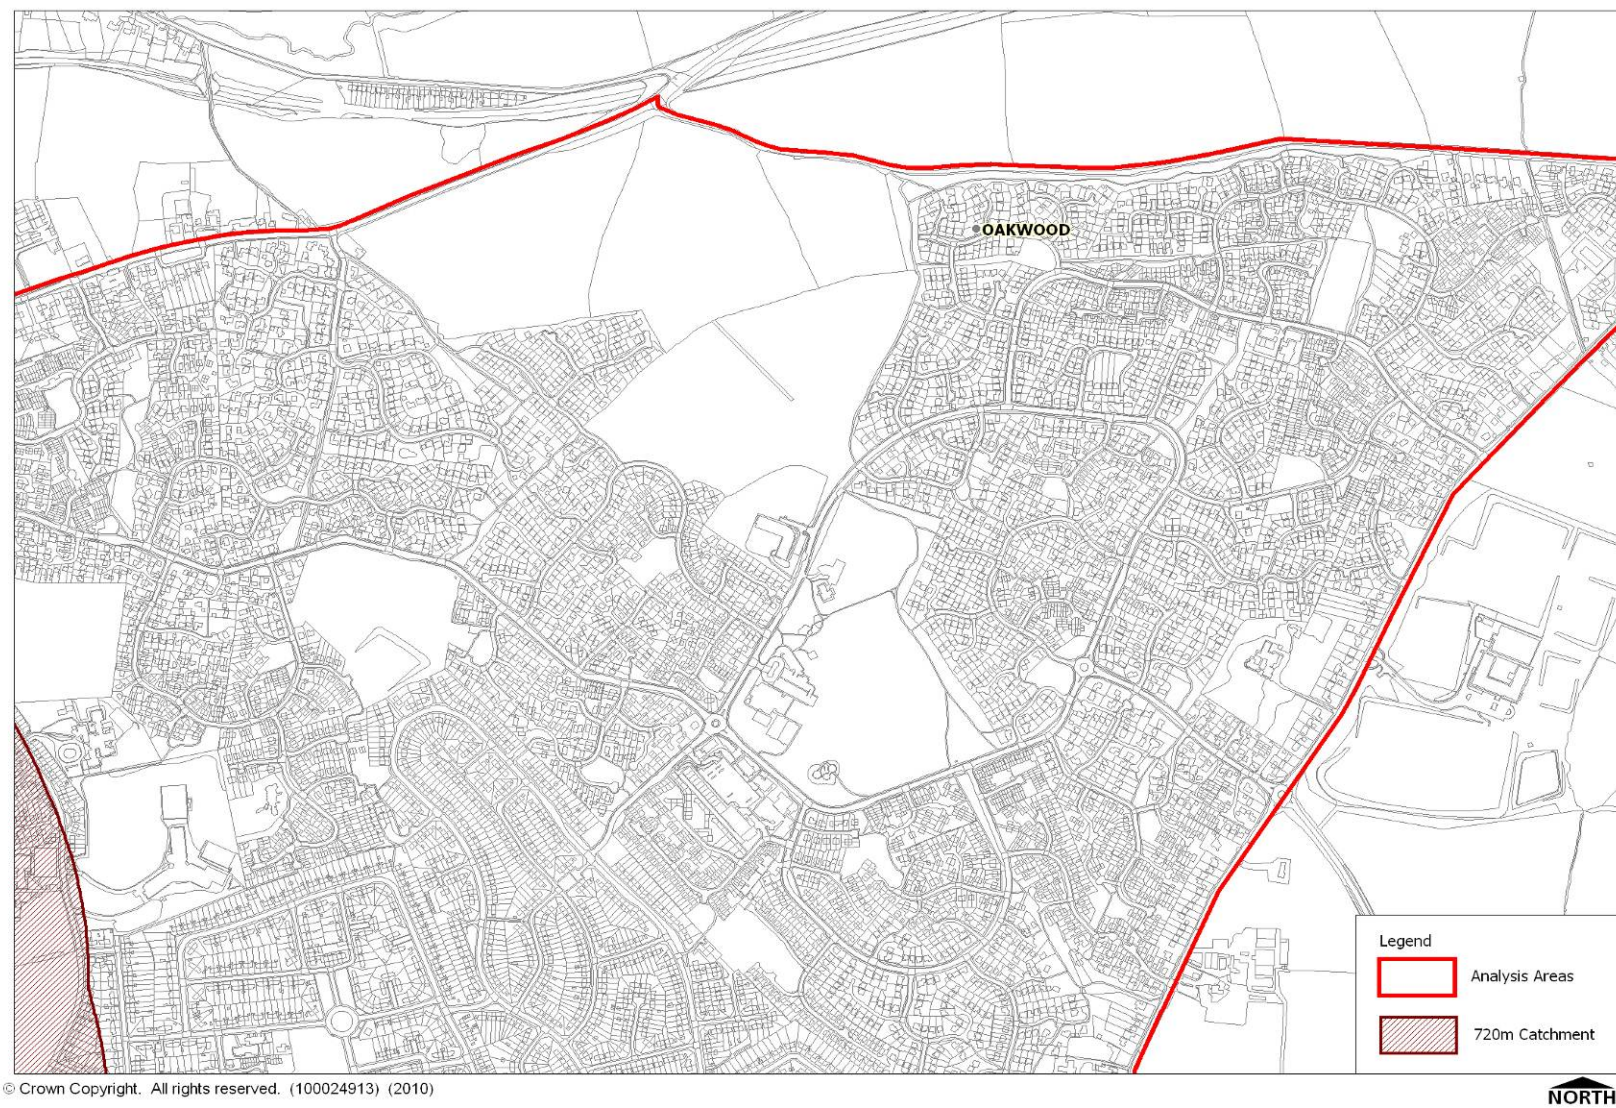 OAKWOOD
Legend
Analysis Areas
720m Catchment
© Crown Copyright. All rights reserved. (100024913) (2010)
NORTH